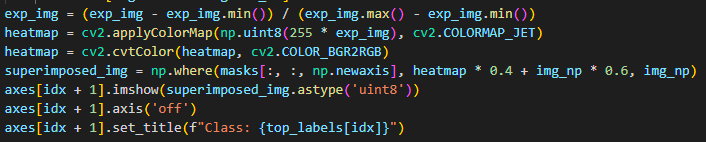 exp_img = (exp_img - exp_img.min()) / (exp_img.max() - exp_img.min())
heatmap = cv2.applyColorMap(np.uint8(255 * exp_img), cv2.COLORMAP_JET)
heatmap = cv2.cvtColor(heatmap, cv2.COLOR_BGR2RGB)
superimposed_img = np.where(masks[:, :, np.newaxis], heatmap * 0.4 + img_np * 0.6, img_np)
axes[idx + 1].imshow(superimposed_img.astype('uint8'))
axes[idx + 1].axis('off')
axes[idx + 1].set_title(f"Class: {top_labels[idx]}")